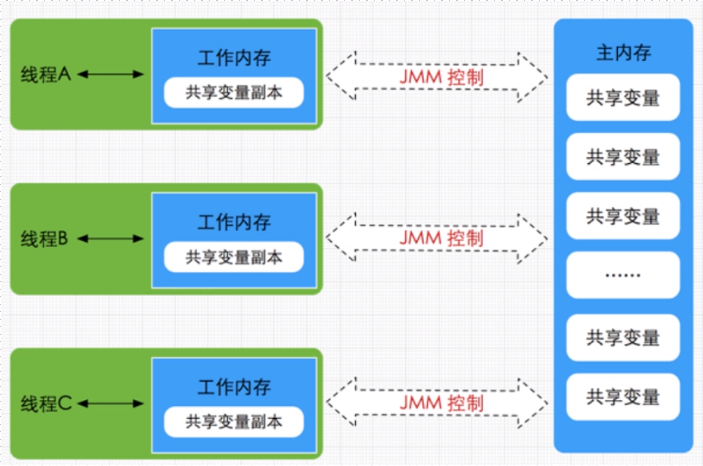 线程A
工作内存
共享变量副本
JMM 控制
线程B
工作内存
共享变量副本
JMM 控制
线程C
工作内存
共享变量副本
JMM 控制
主内存
共享变量
共享变量
共享变量
······
共享变量
共享变量